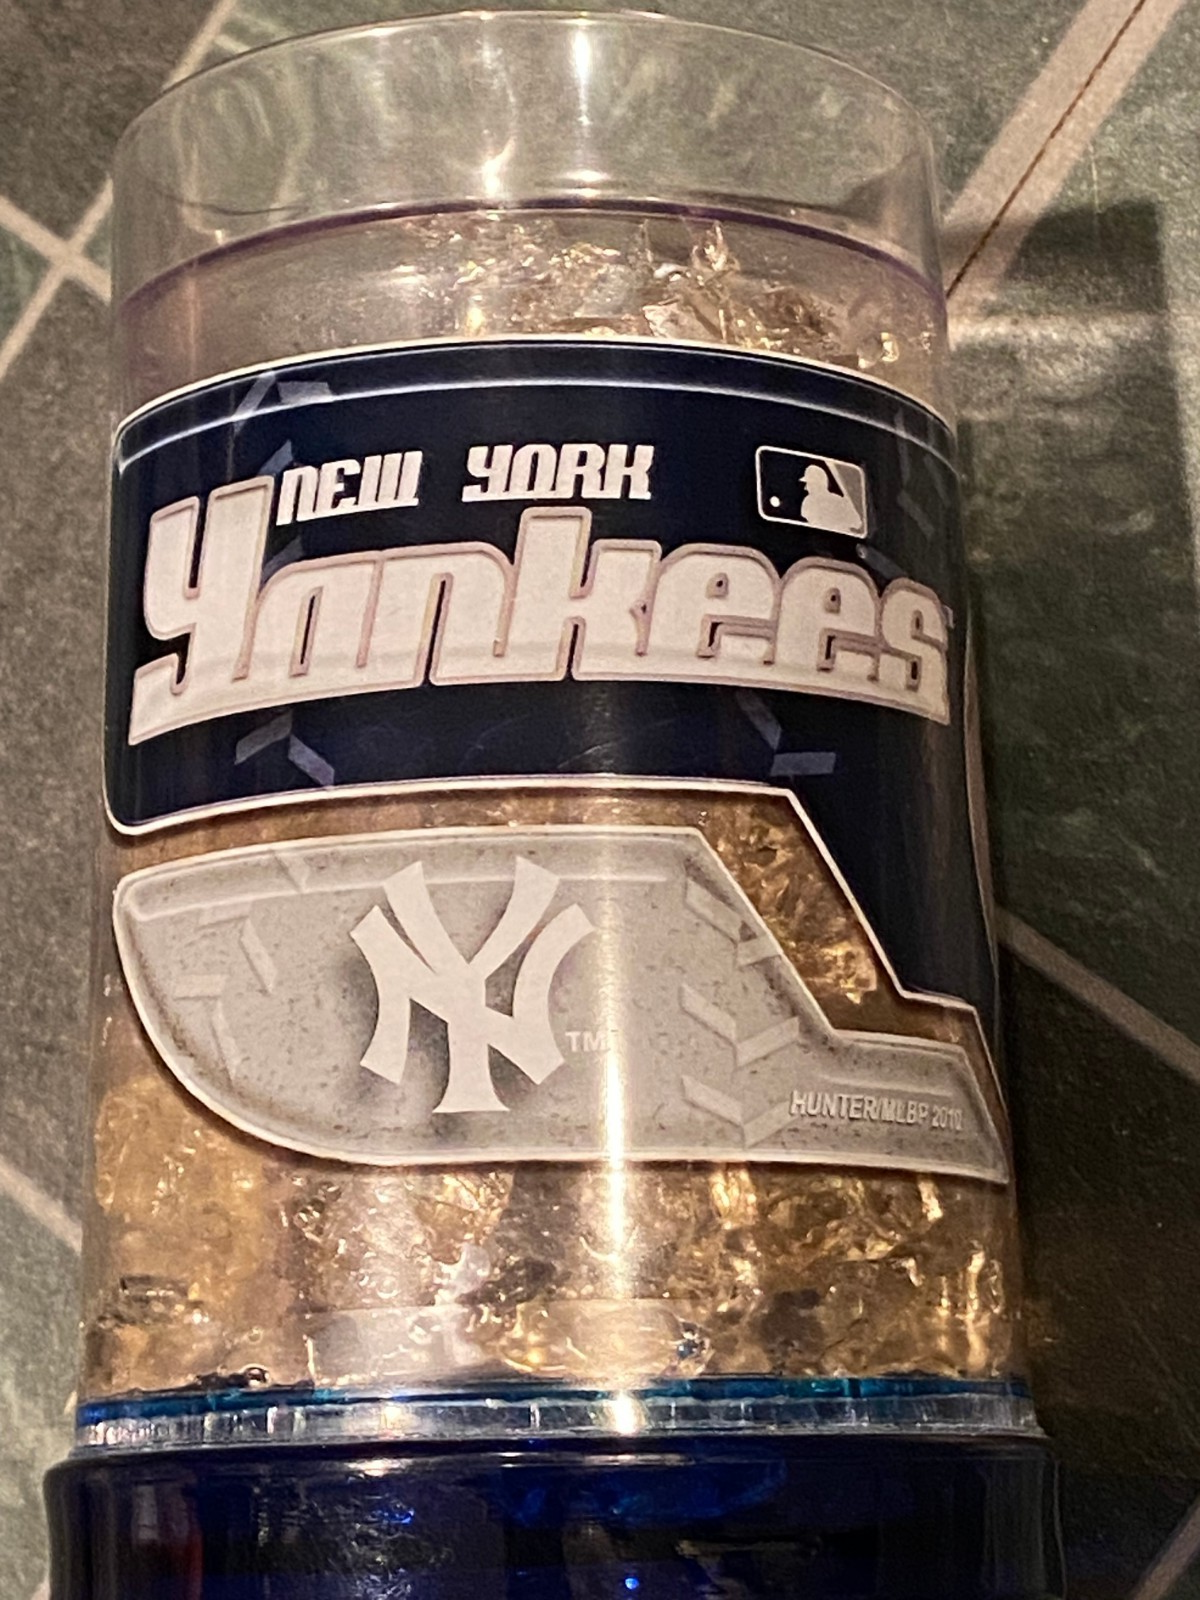 NEW YORK
Yankees
NY
TM
HUNTER/MLBP 2010